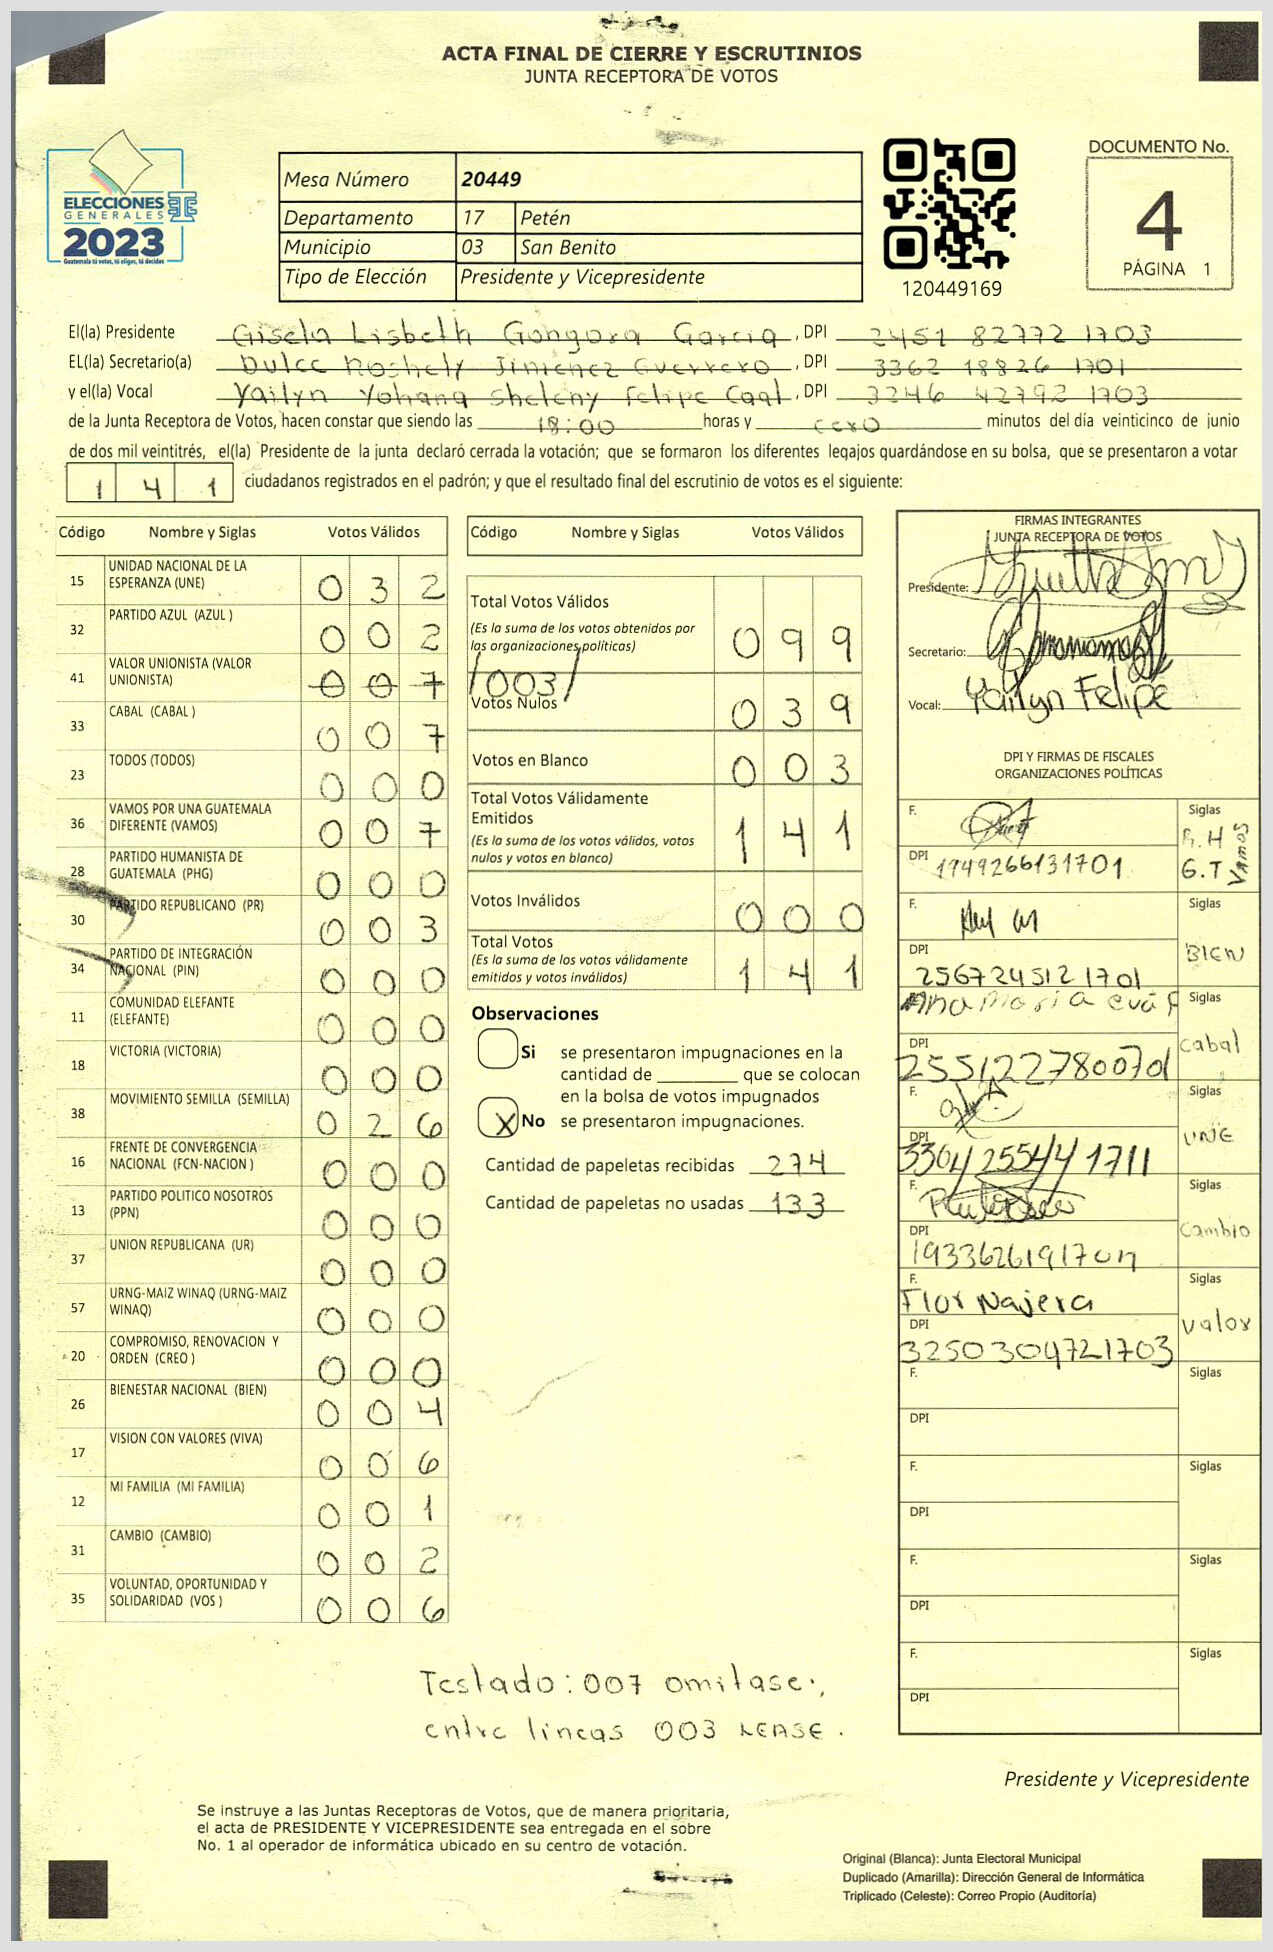 ACTA FINAL DE CIERRE Y ESCRUTINIOS
JUNTA RECEPTORA DE VOTOS
ELECCIONES
GENERALES
2023
Guatemala tú votas, tú eliges, tú decides
Mesa Número 20449
Departamento 17 Petén
Municipio 03 San Benito
Tipo de Elección Presidente y Vicepresidente
120449169
DOCUMENTO No.
4
PÁGINA 1
El(la) Presidente Gisela Lisbeth Gongora Garcia, DPI 2451 82772 1703
EL(la) Secretario(a) Dulce Roshely Jimenez Guerrero, DPI 3362 18826 1701
y el(la) Vocal Yailyn Yohana Sheleny Felipe Caal, DPI 3246 42792 1703
de la Junta Receptora de Votos, hacen constar que siendo las 18:00 horas y cero minutos del día veinticinco de junio
de dos mil veintitrés, el(la) Presidente de la junta declaró cerrada la votación; que se formaron los diferentes legajos guardándose en su bolsa, que se presentaron a votar
1 4 1 ciudadanos registrados en el padrón; y que el resultado final del escrutinio de votos es el siguiente:
Código Nombre y Siglas Votos Válidos
15 UNIDAD NACIONAL DE LA
ESPERANZA (UNE) 0 3 2
32 PARTIDO AZUL (AZUL ) 0 0 2
41 VALOR UNIONISTA (VALOR
UNIONISTA) 0 0 7 /003/
33 CABAL (CABAL ) 0 0 7
23 TODOS (TODOS) 0 0 0
36 VAMOS POR UNA GUATEMALA
DIFERENTE (VAMOS) 0 0 7
28 PARTIDO HUMANISTA DE
GUATEMALA (PHG) 0 0 0
30 PARTIDO REPUBLICANO (PR) 0 0 3
34 PARTIDO DE INTEGRACIÓN
NACIONAL (PIN) 0 0 0
11 COMUNIDAD ELEFANTE
(ELEFANTE) 0 0 0
18 VICTORIA (VICTORIA) 0 0 0
38 MOVIMIENTO SEMILLA (SEMILLA) 0 2 6
16 FRENTE DE CONVERGENCIA
NACIONAL (FCN-NACION ) 0 0 0
13 PARTIDO POLITICO NOSOTROS
(PPN) 0 0 0
37 UNION REPUBLICANA (UR) 0 0 0
57 URNG-MAIZ WINAQ (URNG-MAIZ
WINAQ) 0 0 0
20 COMPROMISO, RENOVACION Y
ORDEN (CREO ) 0 0 0
26 BIENESTAR NACIONAL (BIEN) 0 0 4
17 VISION CON VALORES (VIVA) 0 0 6
12 MI FAMILIA (MI FAMILIA) 0 0 1
31 CAMBIO (CAMBIO) 0 0 2
35 VOLUNTAD, OPORTUNIDAD Y
SOLIDARIDAD (VOS ) 0 0 6
Código Nombre y Siglas Votos Válidos
Total Votos Válidos
(Es la suma de los votos obtenidos por
las organizaciones políticas) 0 9 9
Votos Nulos 0 3 9
Votos en Blanco 0 0 3
Total Votos Válidamente
Emitidos
(Es la suma de los votos válidos, votos
nulos y votos en blanco) 1 4 1
Votos Inválidos 0 0 0
Total Votos
(Es la suma de los votos válidamente
emitidos y votos inválidos) 1 4 1
Observaciones
Si se presentaron impugnaciones en la
cantidad de ________ que se colocan
en la bolsa de votos impugnados
X No se presentaron impugnaciones.
Cantidad de papeletas recibidas 274
Cantidad de papeletas no usadas 133
FIRMAS INTEGRANTES
JUNTA RECEPTORA DE VOTOS
Presidente:
Secretario:
Vocal: Yailyn Felipe
DPI Y FIRMAS DE FISCALES
ORGANIZACIONES POLÍTICAS
F. Siglas
G.T VAMOS
DPI 1949266131701
F. Siglas
BIEN
DPI 2567245121701
Ana Maria Siglas
Cabal
DPI 2551227800701
F. Siglas
UNE
DPI 3304255441711
F. Siglas
Cambio
DPI
F. Flor Najera Siglas
Valor
DPI 3250304721703
F. Siglas
DPI
F. Siglas
DPI
F. Siglas
DPI
F. Siglas
DPI
Testado: 007 omitase.,
entre lineas 003 LEASE.
Presidente y Vicepresidente
Se instruye a las Juntas Receptoras de Votos, que de manera prioritaria,
el acta de PRESIDENTE Y VICEPRESIDENTE sea entregada en el sobre
No. 1 al operador de informática ubicado en su centro de votación.
Original (Blanca): Junta Electoral Municipal
Duplicado (Amarilla): Dirección General de Informática
Triplicado (Celeste): Correo Propio (Auditoría)